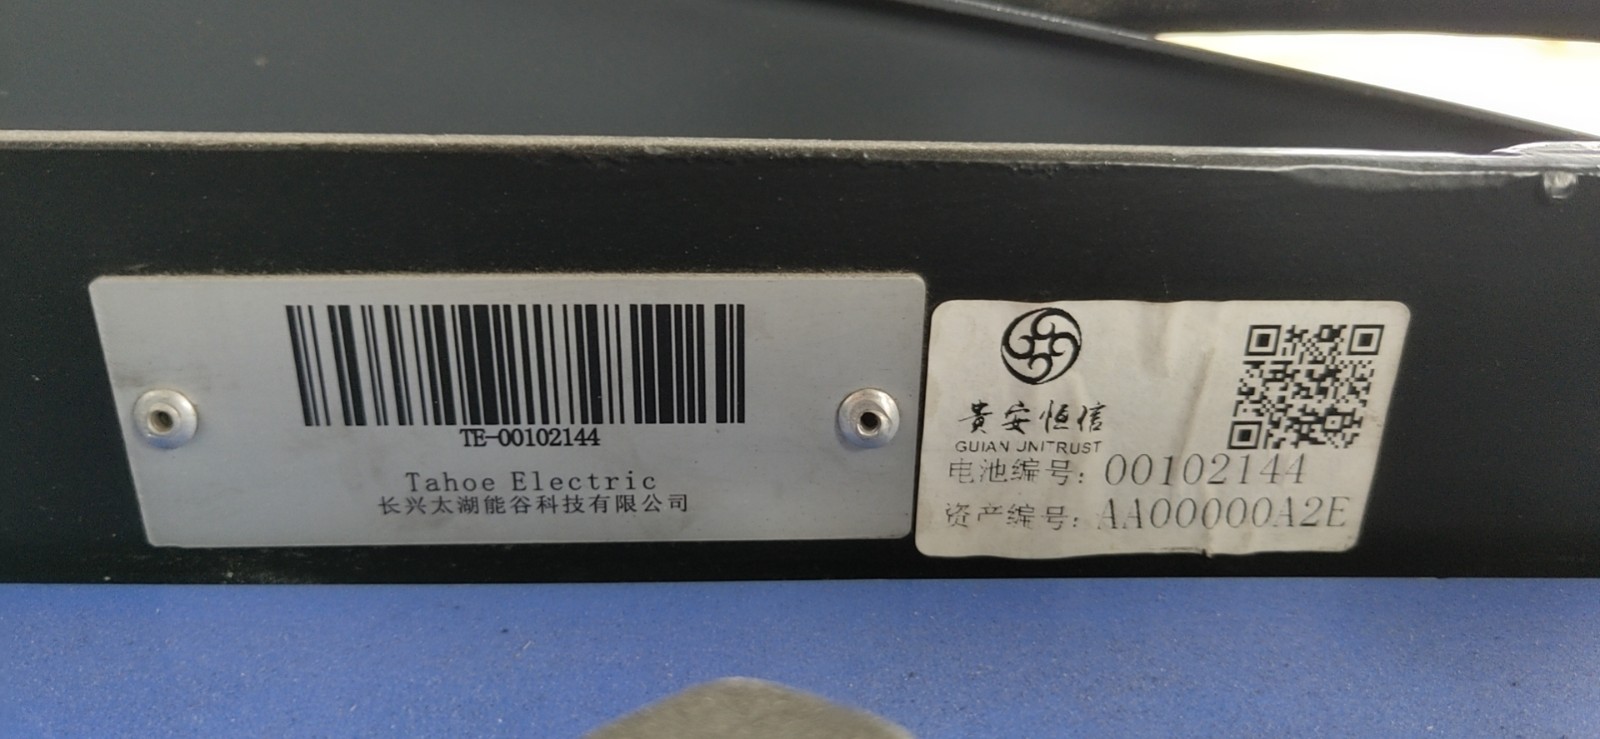 TE-00102144
Tahoe Electric
长兴太湖能谷科技有限公司
贵安恒信
GUIAN UNITRUST
电池编号: 00102144
资产编号: AA00000A2E